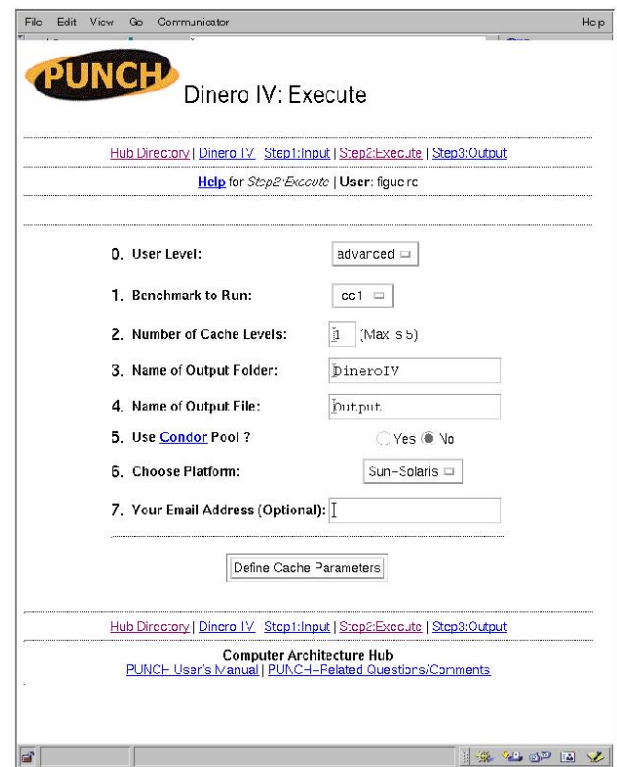 File Edit View Go Communicator Help
PUNCH
Dinero IV: Execute
Hub Directory | Dinero IV Step1:Input | Step2:Execute | Step3:Output
Help for Step2:Execute | User:
0. User Level: advanced
1. Benchmark to Run: cc1
2. Number of Cache Levels: 1 (Max is 5)
3. Name of Output Folder: DineroIV
4. Name of Output File: Output
5. Use Condor Pool ? Yes No
6. Choose Platform: Sun-Solaris
7. Your Email Address (Optional):
Define Cache Parameters
Hub Directory | Dinero IV Step1:Input | Step2:Execute | Step3:Output
Computer Architecture Hub
PUNCH User's Manual | PUNCH-Related Questions/Comments